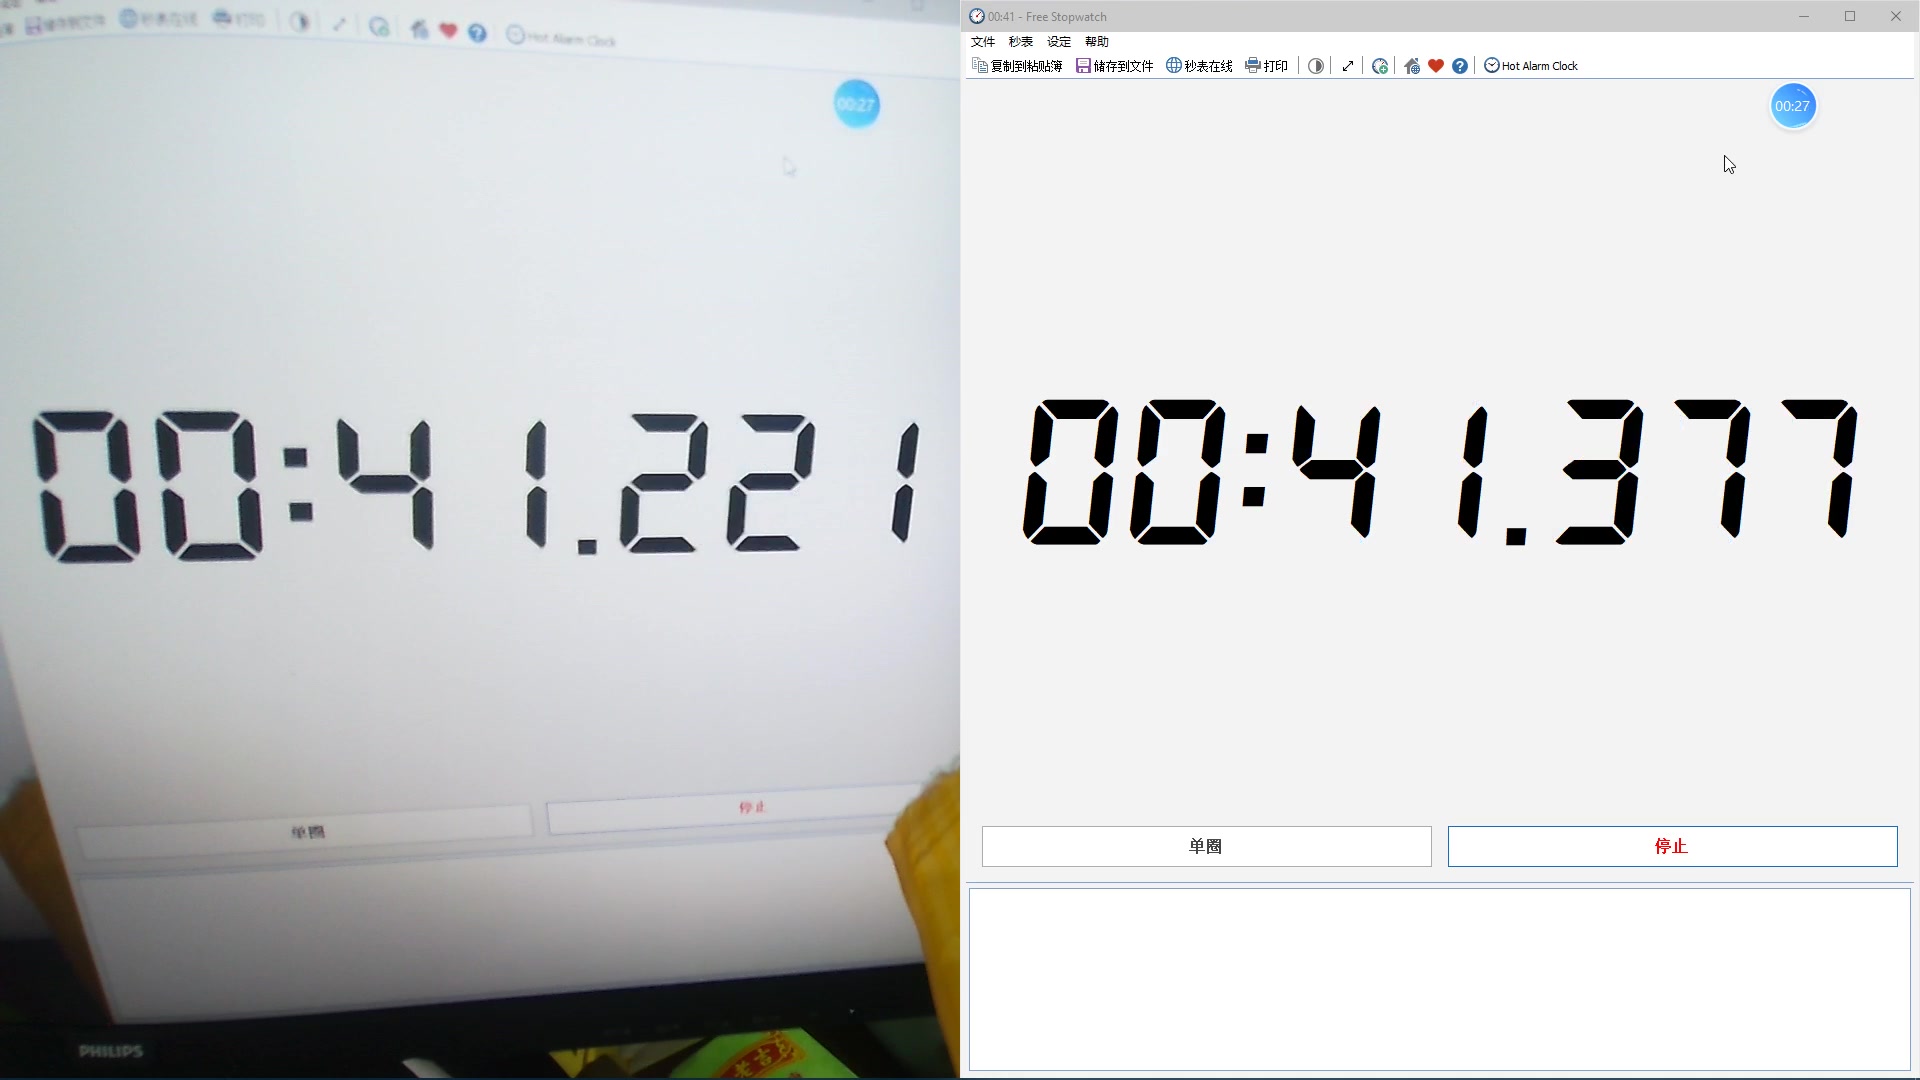 储存到文件 秒表在线 打印 Hot Alarm Clock
00:27
00:41.221
单圈 停止
PHILIPS
老吉
00:41 - Free Stopwatch
文件 秒表 设定 帮助
复制到粘贴簿 储存到文件 秒表在线 打印 Hot Alarm Clock
00:27
00:41.377
单圈 停止